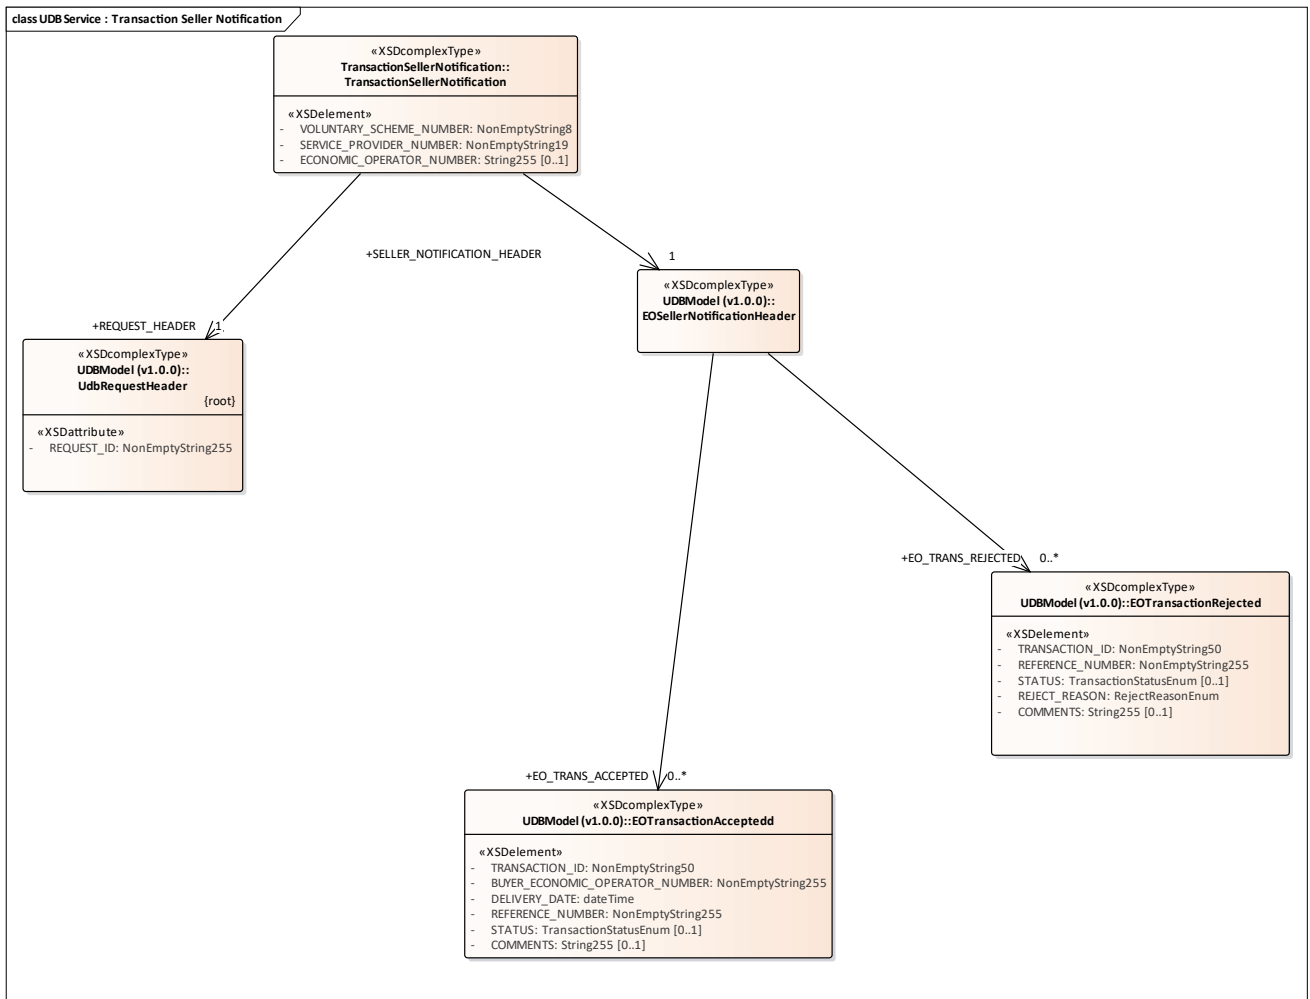 class UDB Service : Transaction Seller Notification
«XSDcomplexType»
TransactionSellerNotification::
TransactionSellerNotification
«XSDelement»
- VOLUNTARY_SCHEME_NUMBER: NonEmptyString8
- SERVICE_PROVIDER_NUMBER: NonEmptyString19
- ECONOMIC_OPERATOR_NUMBER: String255 [0..1]
+SELLER_NOTIFICATION_HEADER
1
«XSDcomplexType»
UDBModel (v1.0.0)::
EOSellerNotificationHeader
+REQUEST_HEADER
1
«XSDcomplexType»
UDBModel (v1.0.0)::
UdbRequestHeader
{root}
«XSDattribute»
- REQUEST_ID: NonEmptyString255
+EO_TRANS_REJECTED
0..*
«XSDcomplexType»
UDBModel (v1.0.0)::EOTransactionRejected
«XSDelement»
- TRANSACTION_ID: NonEmptyString50
- REFERENCE_NUMBER: NonEmptyString255
- STATUS: TransactionStatusEnum [0..1]
- REJECT_REASON: RejectReasonEnum
- COMMENTS: String255 [0..1]
+EO_TRANS_ACCEPTED
0..*
«XSDcomplexType»
UDBModel (v1.0.0)::EOTransactionAcceptedd
«XSDelement»
- TRANSACTION_ID: NonEmptyString50
- BUYER_ECONOMIC_OPERATOR_NUMBER: NonEmptyString255
- DELIVERY_DATE: dateTime
- REFERENCE_NUMBER: NonEmptyString255
- STATUS: TransactionStatusEnum [0..1]
- COMMENTS: String255 [0..1]